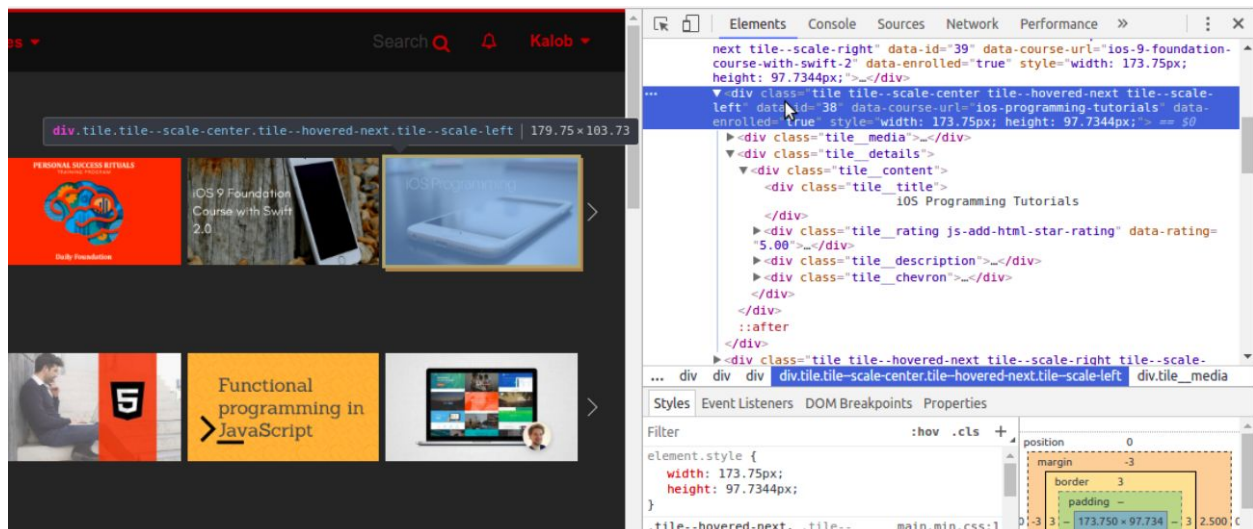 es
Search
Kalob
div.tile.tile--scale-center.tile--hovered-next.tile--scale-left | 179.75×103.73
PERSONAL SUCCESS RITUALS
TRAINING PROGRAM
Daily Foundation
iOS 9 Foundation
Course with Swift
2.0
iOS Programming
5
Functional
programming in
JavaScript
Elements Console Sources Network Performance »
next tile--scale-right" data-id="39" data-course-url="ios-9-foundation-
course-with-swift-2" data-enrolled="true" style="width: 173.75px;
height: 97.7344px;">…</div>
… ▼<div class="tile tile--scale-center tile--hovered-next tile--scale-
left" data-id="38" data-course-url="ios-programming-tutorials" data-
enrolled="true" style="width: 173.75px; height: 97.7344px;"> == $0
▶<div class="tile__media">…</div>
▼<div class="tile__details">
▼<div class="tile__content">
<div class="tile__title">
iOS Programming Tutorials
</div>
▶<div class="tile__rating js-add-html-star-rating" data-rating=
"5.00">…</div>
▶<div class="tile__description">…</div>
▶<div class="tile__chevron">…</div>
</div>
</div>
::after
</div>
▶<div class="tile tile--hovered-next tile--scale-right tile--scale-
... div div div div.tile.tile--scale-center.tile--hovered-next.tile--scale-left div.tile__media
Styles Event Listeners DOM Breakpoints Properties
Filter :hov .cls +
element.style {
width: 173.75px;
height: 97.7344px;
}
.tile--hovered-next, .tile-- main.min.css:1
position 0
margin -3
border 3
padding –
0 -3 3 – 173.750 × 97.734 – 3 2.500